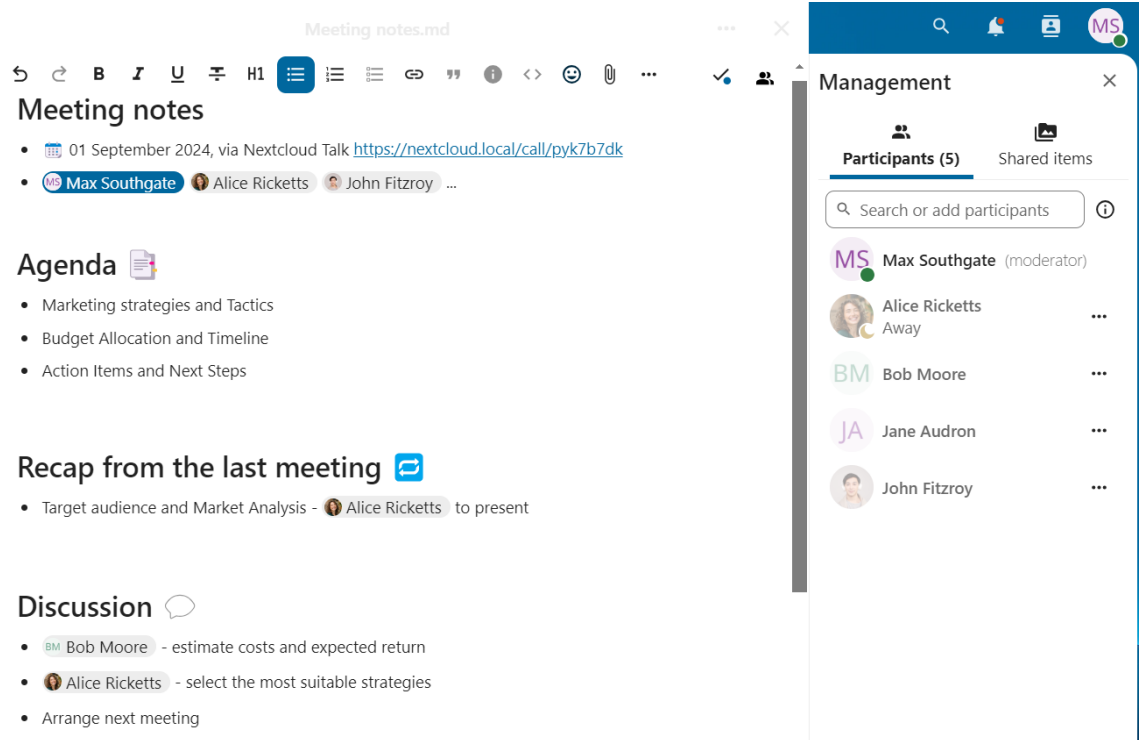 Meeting notes.md
MS
B I U H1
Meeting notes
01 September 2024, via Nextcloud Talk https://nextcloud.local/call/pyk7b7dk
MS Max Southgate Alice Ricketts John Fitzroy ...
Agenda
Marketing strategies and Tactics
Budget Allocation and Timeline
Action Items and Next Steps
Recap from the last meeting
Target audience and Market Analysis - Alice Ricketts to present
Discussion
BM Bob Moore - estimate costs and expected return
Alice Ricketts - select the most suitable strategies
Arrange next meeting
Management
Participants (5) Shared items
Search or add participants
MS Max Southgate (moderator)
Alice Ricketts
Away
BM Bob Moore
JA Jane Audron
John Fitzroy